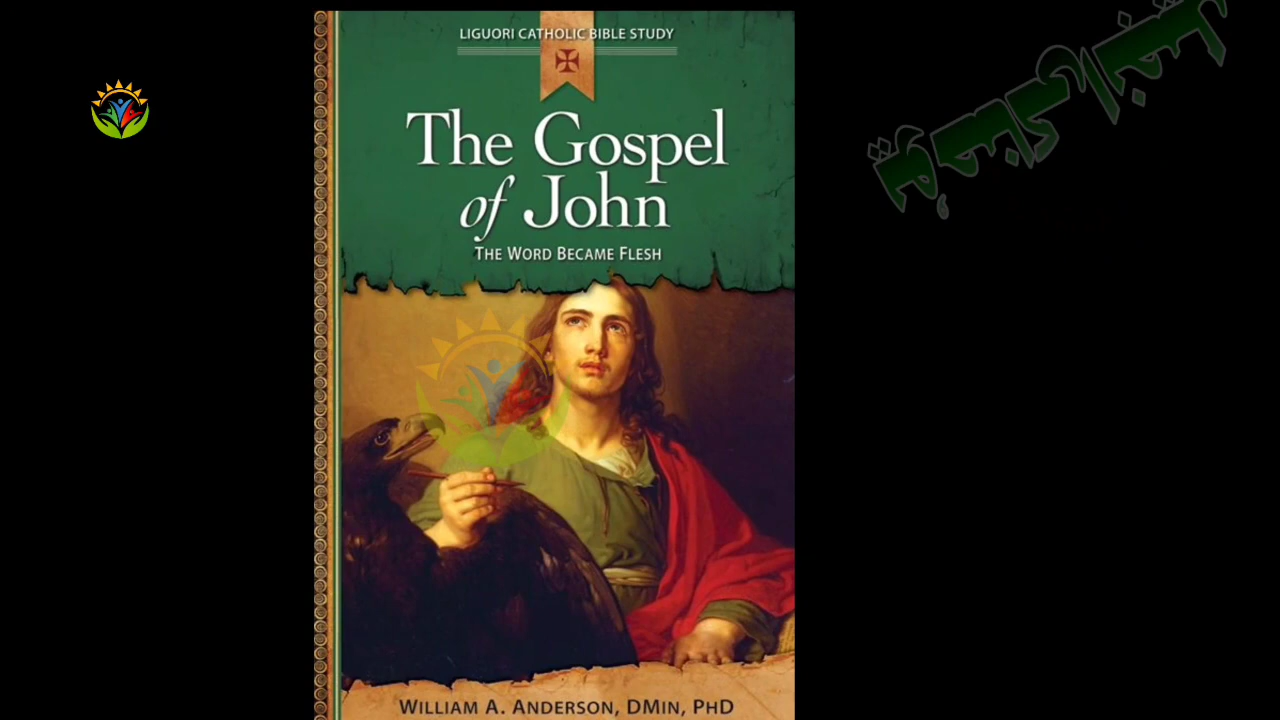 LIGUORI CATHOLIC BIBLE STUDY
The Gospel
of John
THE WORD BECAME FLESH
WILLIAM A. ANDERSON, DMIN, PHD